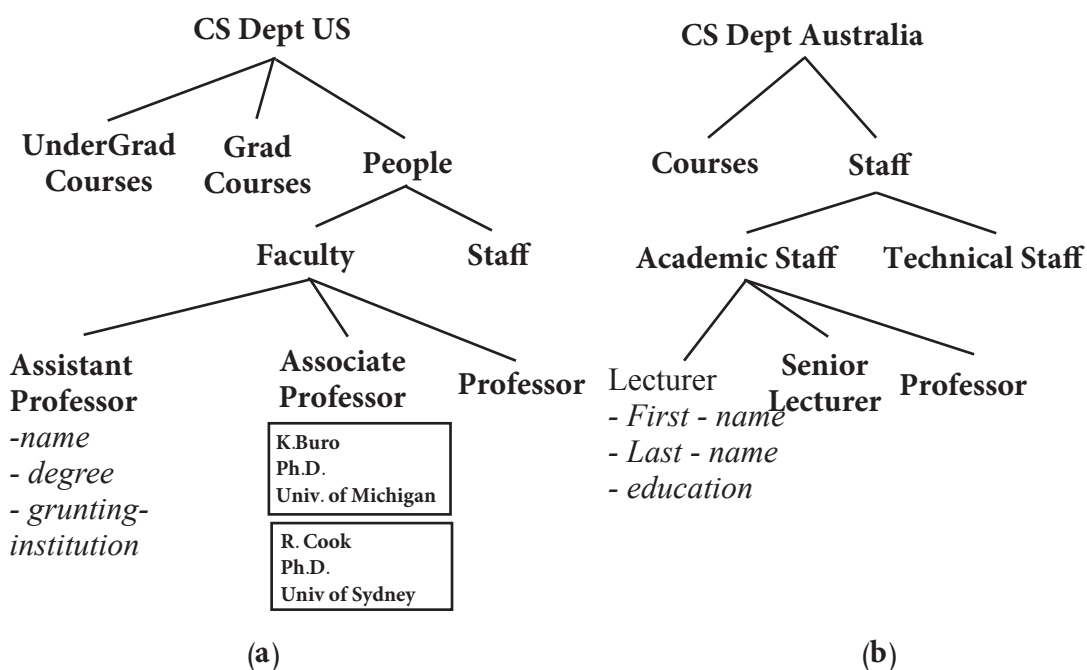 CS Dept US
UnderGrad
Courses
Grad
Courses
People
Faculty
Staff
Assistant
Professor
-name
- degree
- grunting-
institution
Associate
Professor
K.Buro
Ph.D.
Univ. of Michigan
R. Cook
Ph.D.
Univ of Sydney
Professor
(a)
CS Dept Australia
Courses
Staff
Academic Staff
Technical Staff
Lecturer
- First - name
- Last - name
- education
Senior
Lecturer
Professor
(b)